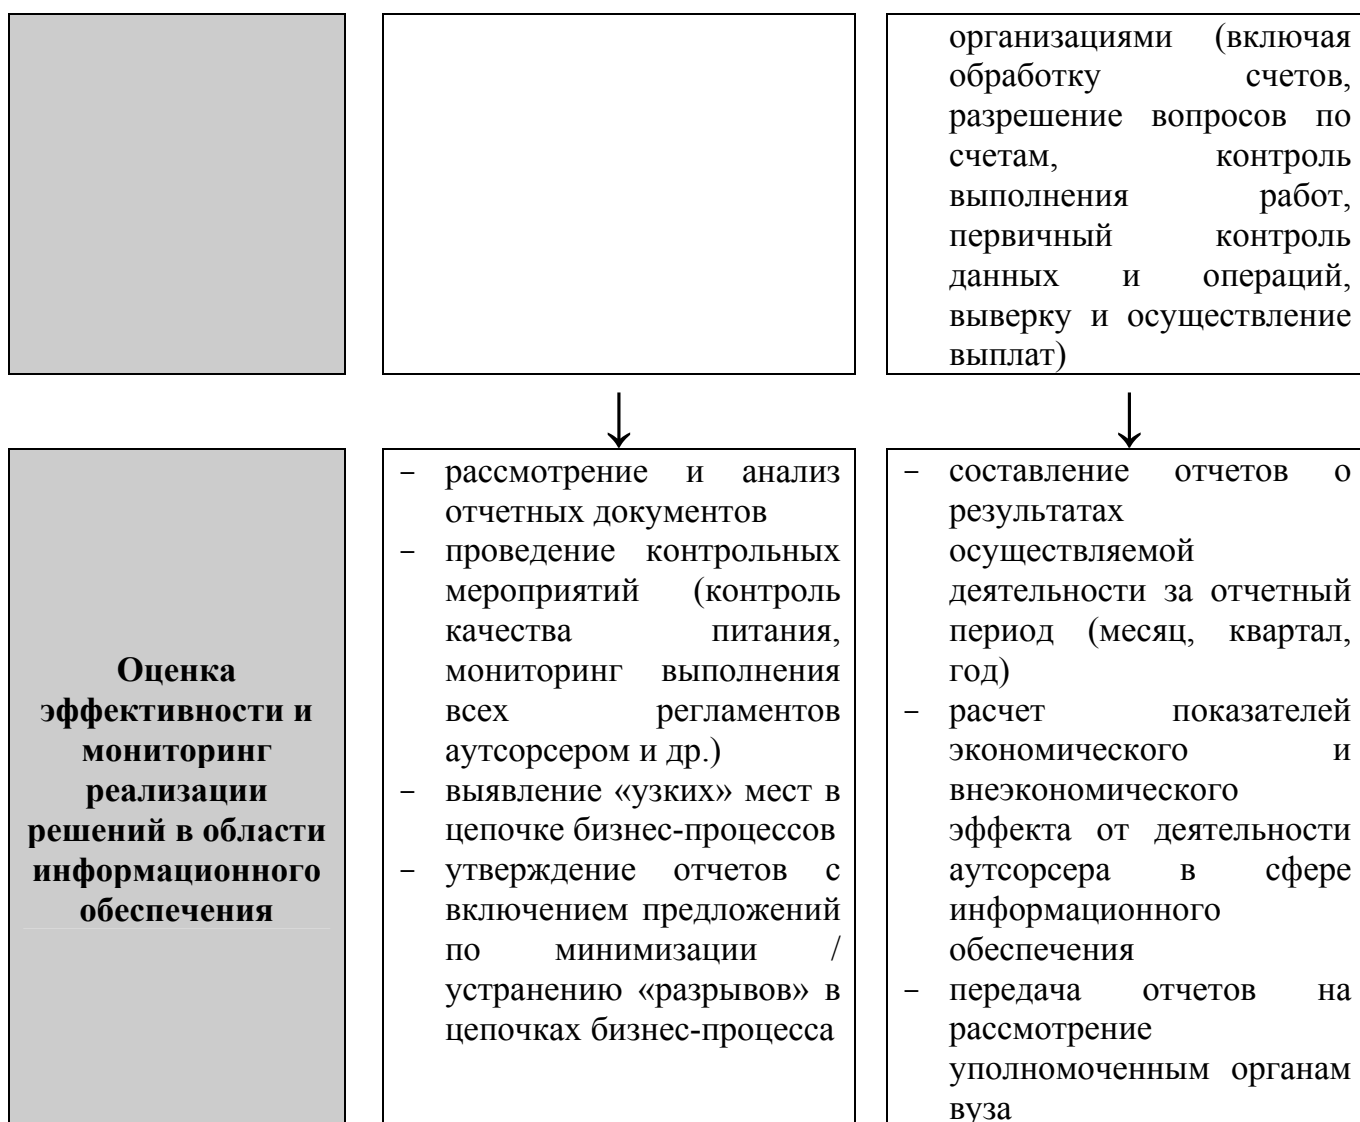 организациями (включая
обработку счетов,
разрешение вопросов по
счетам, контроль
выполнения работ,
первичный контроль
данных и операций,
выверку и осуществление
выплат)
Оценка
эффективности и
мониторинг
реализации
решений в области
информационного
обеспечения
- рассмотрение и анализ
отчетных документов
- проведение контрольных
мероприятий (контроль
качества питания,
мониторинг выполнения
всех регламентов
аутсорсером и др.)
- выявление «узких» мест в
цепочке бизнес-процессов
- утверждение отчетов с
включением предложений
по минимизации /
устранению «разрывов» в
цепочках бизнес-процесса
- составление отчетов о
результатах
осуществляемой
деятельности за отчетный
период (месяц, квартал,
год)
- расчет показателей
экономического и
внеэкономического
эффекта от деятельности
аутсорсера в сфере
информационного
обеспечения
- передача отчетов на
рассмотрение
уполномоченным органам
вуза